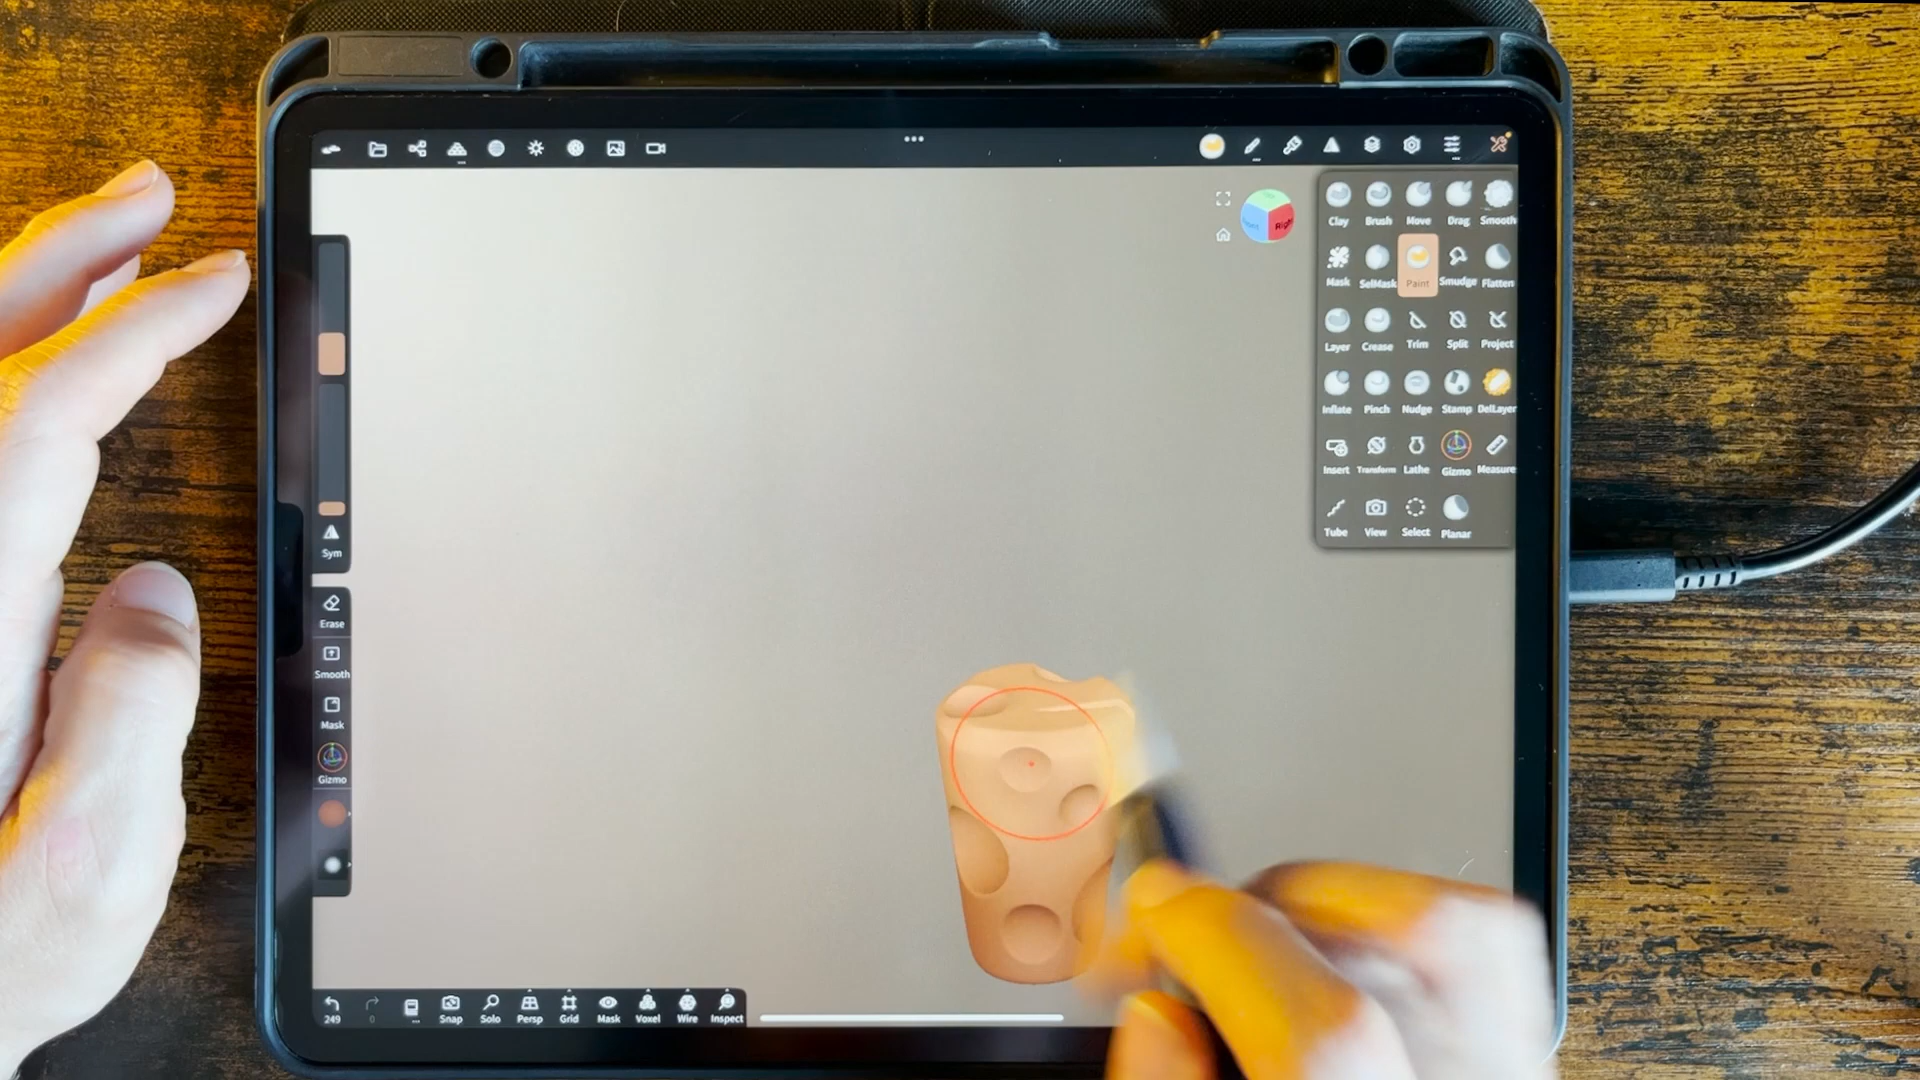 Right
Clay Brush Move Drag Smooth
Mask SelMask Paint Smudge Flatten
Layer Crease Trim Split Project
Inflate Pinch Nudge Stamp DelLayer
Insert Transform Lathe Gizmo Measure
Tube View Select Planar
Sym
Erase
Smooth
Mask
Gizmo
249 0 Snap Solo Persp Grid Mask Voxel Wire Inspect